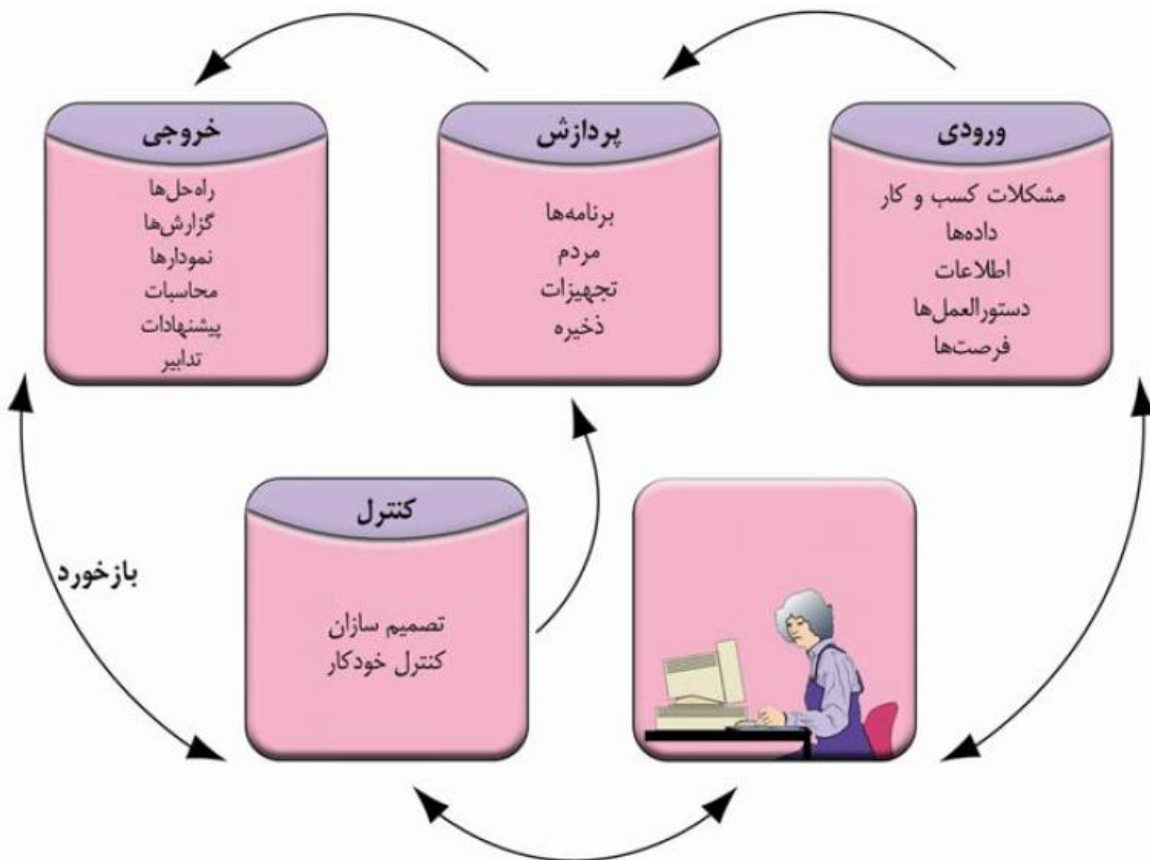 ورودی
مشکلات کسب و کار
داده‌ها
اطلاعات
دستورالعمل‌ها
فرصت‌ها
پردازش
برنامه‌ها
مردم
تجهیزات
ذخیره
خروجی
راه‌حل‌ها
گزارش‌ها
نمودارها
محاسبات
پیشنهادات
تدابیر
کنترل
تصمیم سازان
کنترل خودکار
بازخورد